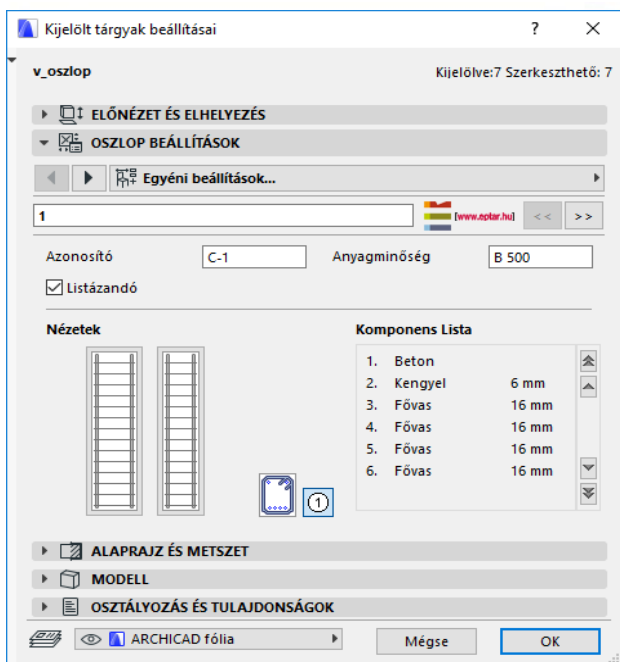 Kijelölt tárgyak beállításai ?
v_oszlop Kijelölve:7 Szerkeszthető: 7
ELŐNÉZET ÉS ELHELYEZÉS
OSZLOP BEÁLLÍTÁSOK
Egyéni beállítások...
1 [www.eptar.hu] << >>
Azonosító C-1 Anyagminőség B 500
Listázandó
Nézetek Komponens Lista
1. Beton
2. Kengyel 6 mm
3. Fővas 16 mm
4. Fővas 16 mm
5. Fővas 16 mm
6. Fővas 16 mm
1
ALAPRAJZ ÉS METSZET
MODELL
OSZTÁLYOZÁS ÉS TULAJDONSÁGOK
ARCHICAD fólia Mégse OK